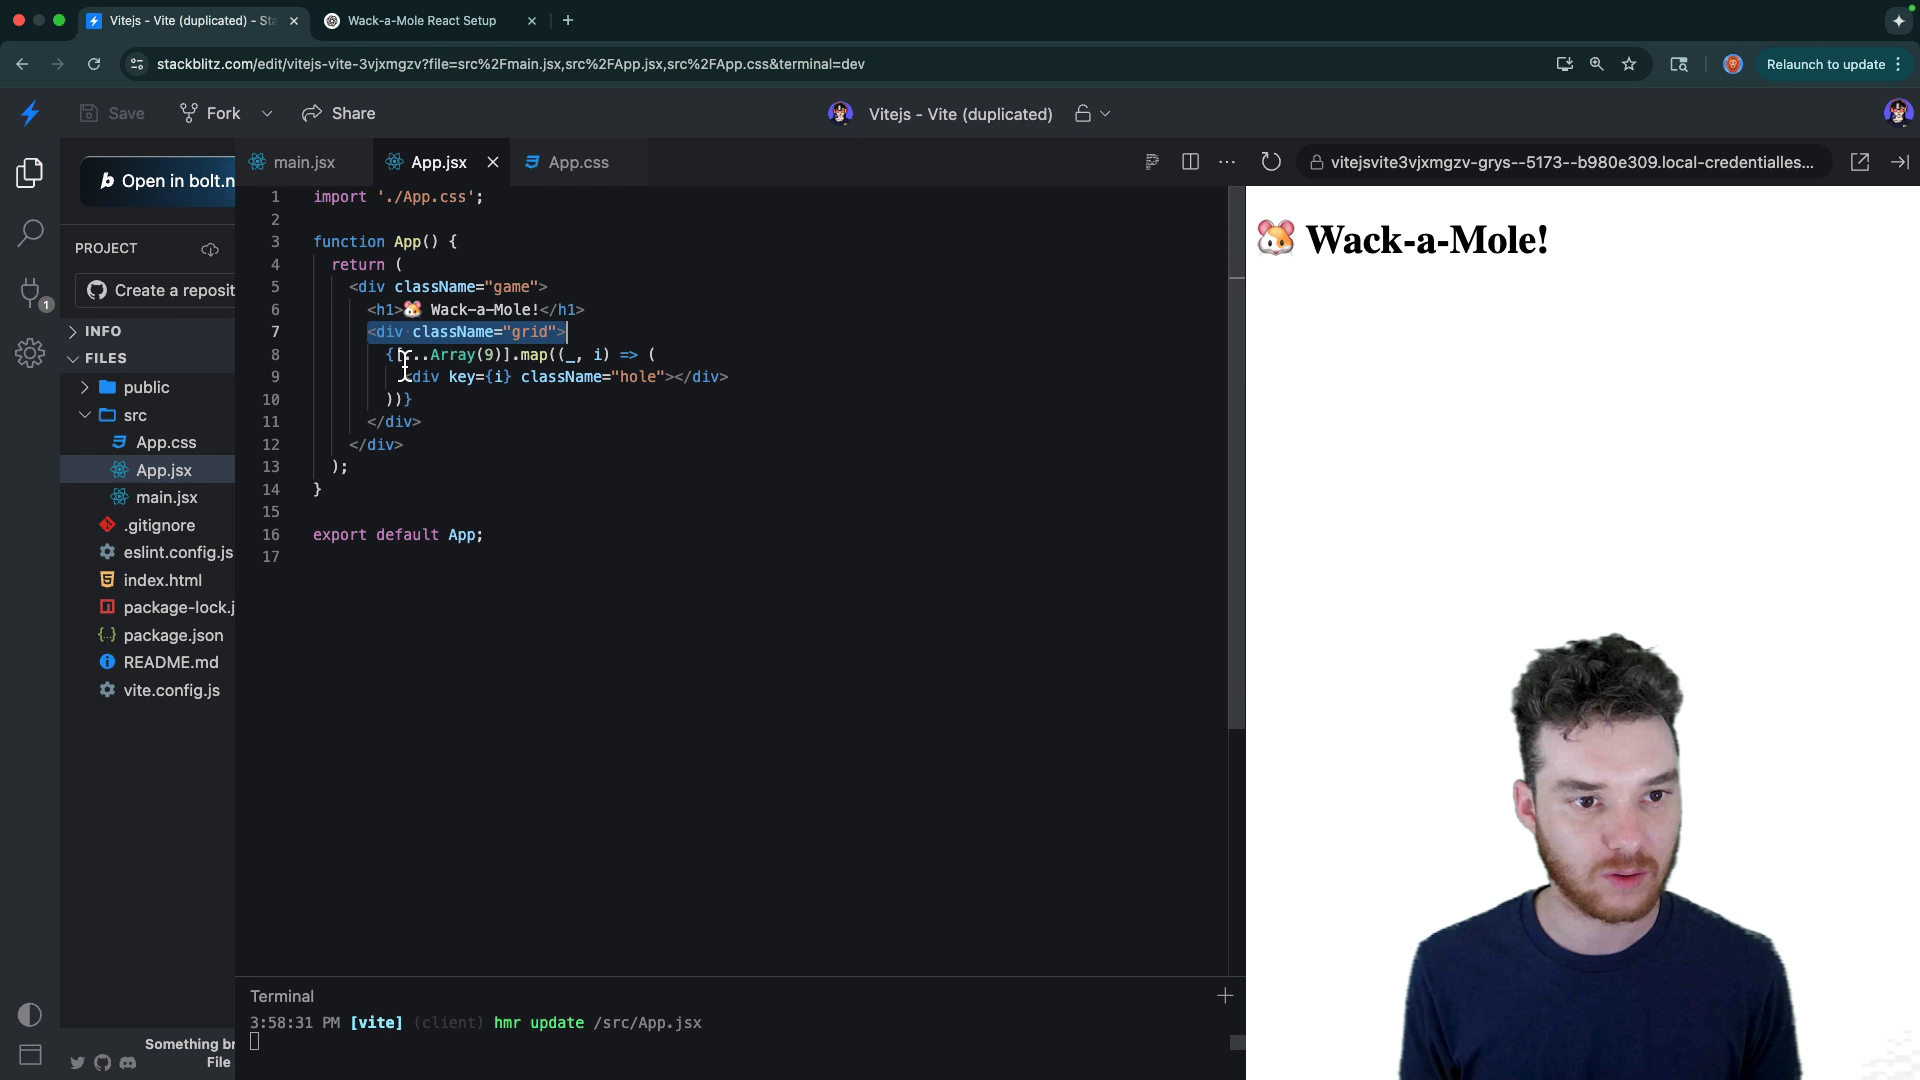 Vitejs - Vite (duplicated) - Sta
Wack-a-Mole React Setup
stackblitz.com/edit/vitejs-vite-3vjxmgzv?file=src%2Fmain.jsx,src%2FApp.jsx,src%2FApp.css&terminal=dev
Relaunch to update
Save
Fork
Share
Vitejs - Vite (duplicated)
b Open in bolt.n
main.jsx
App.jsx
App.css
vitejsvite3vjxmgzv-grys--5173--b980e309.local-credentialles...
PROJECT
Create a reposit
1
INFO
FILES
public
src
App.css
App.jsx
main.jsx
.gitignore
eslint.config.js
index.html
package-lock.j
package.json
README.md
vite.config.js
Something br
File
1 import './App.css';
2
3 function App() {
4 return (
5 <div className="game">
6 <h1>🐹 Wack-a-Mole!</h1>
7 <div className="grid">
8 {[...Array(9)].map((_, i) => (
9 <div key={i} className="hole"></div>
10 ))}
11 </div>
12 </div>
13 );
14 }
15
16 export default App;
17
Terminal
3:58:31 PM [vite] (client) hmr update /src/App.jsx
🐹 Wack-a-Mole!